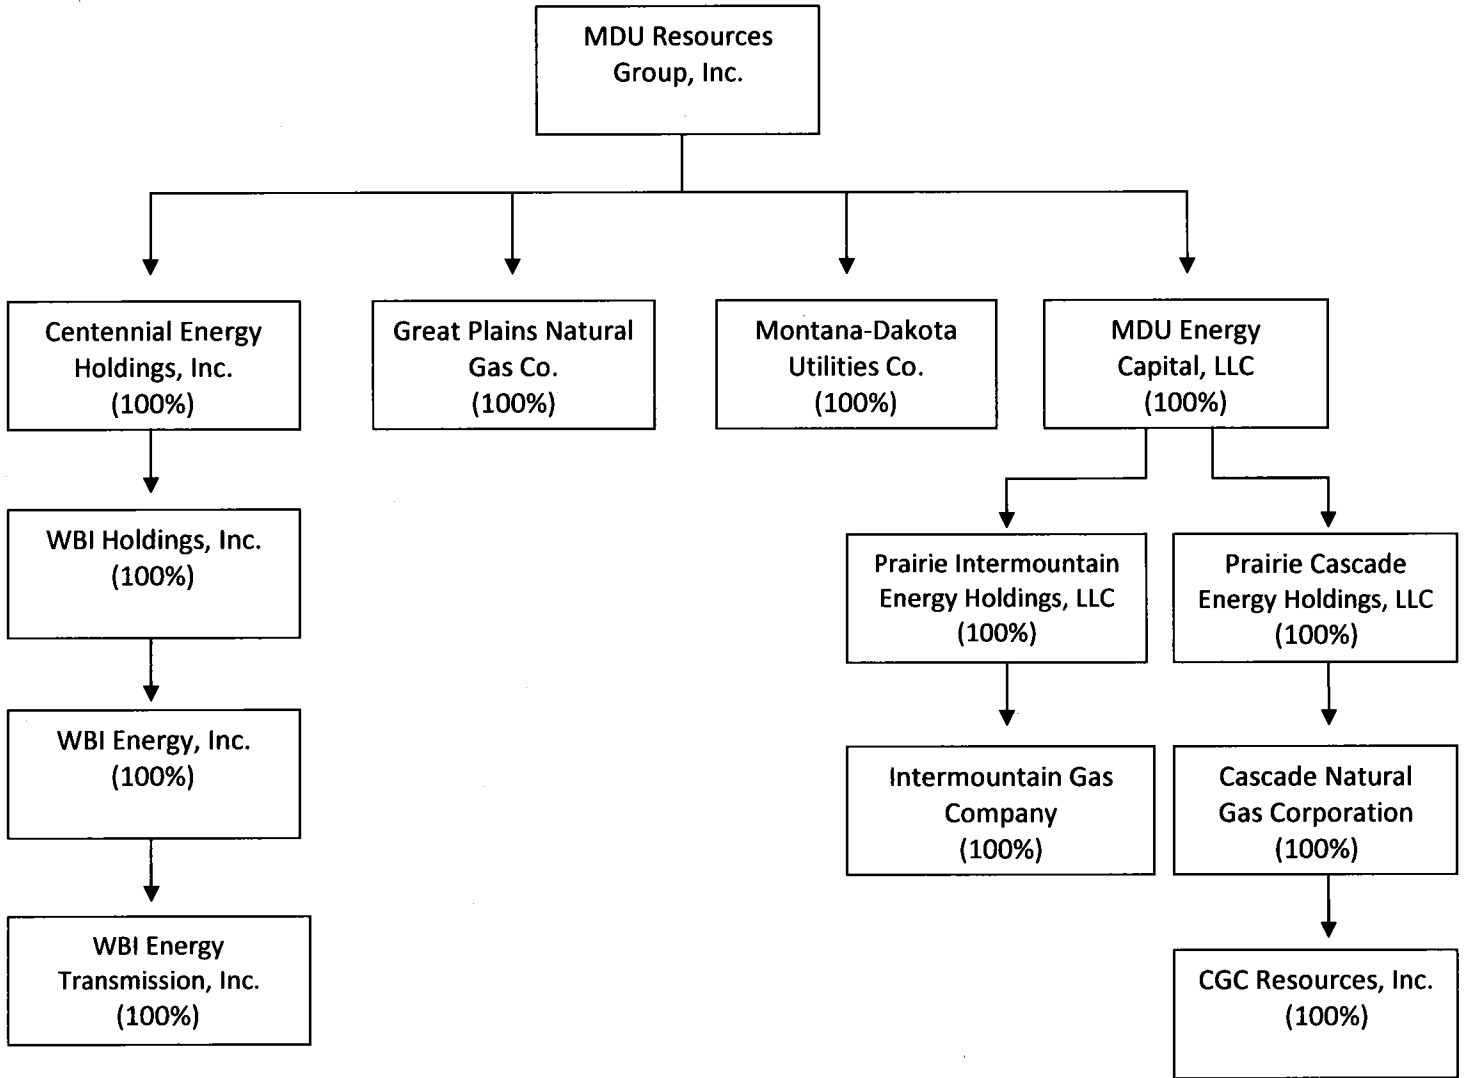 MDU Resources
Group, Inc.
Centennial Energy
Holdings, Inc.
(100%)
Great Plains Natural
Gas Co.
(100%)
Montana-Dakota
Utilities Co.
(100%)
MDU Energy
Capital, LLC
(100%)
WBI Holdings, Inc.
(100%)
Prairie Intermountain
Energy Holdings, LLC
(100%)
Prairie Cascade
Energy Holdings, LLC
(100%)
WBI Energy, Inc.
(100%)
Intermountain Gas
Company
(100%)
Cascade Natural
Gas Corporation
(100%)
WBI Energy
Transmission, Inc.
(100%)
CGC Resources, Inc.
(100%)